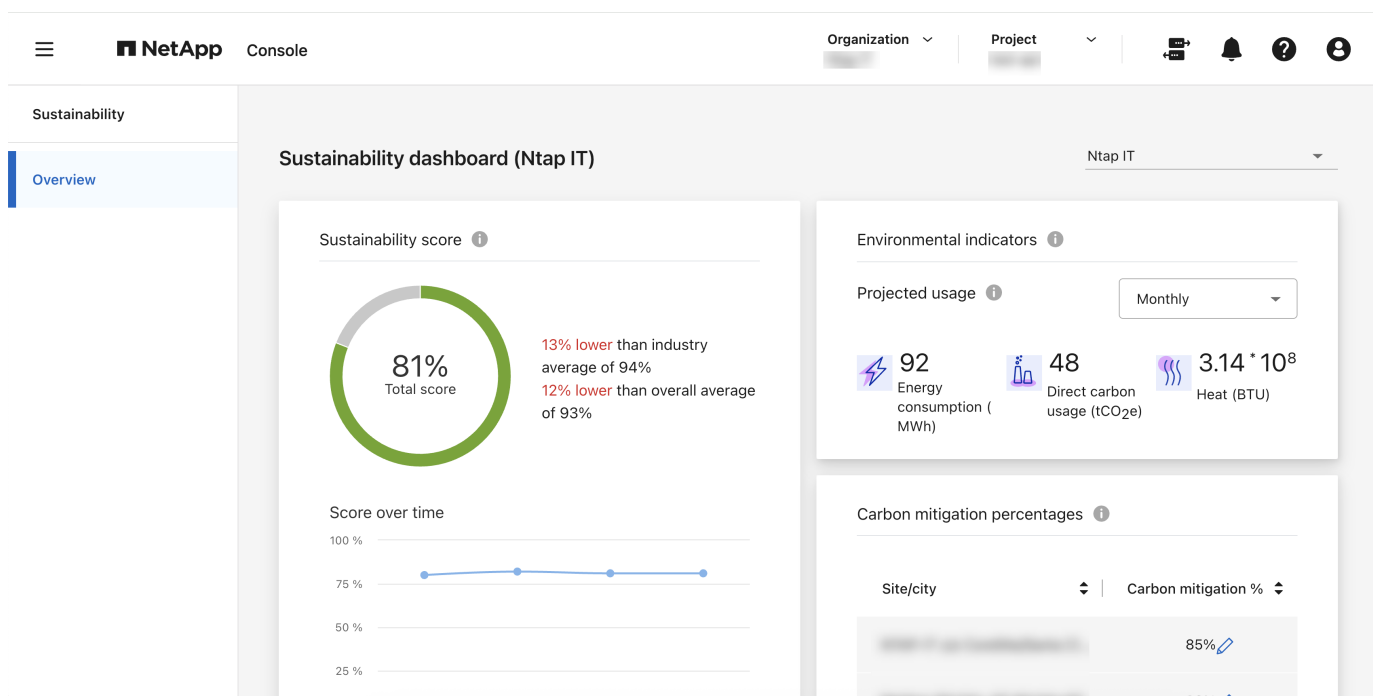 NetApp Console
Organization
Project
Sustainability
Overview
Sustainability dashboard (Ntap IT)
Ntap IT
Sustainability score
81%
Total score
13% lower than industry
average of 94%
12% lower than overall average
of 93%
Score over time
100 %
75 %
50 %
25 %
Environmental indicators
Projected usage
Monthly
92
Energy
consumption (
MWh)
48
Direct carbon
usage (tCO2e)
3.14 * 10⁸
Heat (BTU)
Carbon mitigation percentages
Site/city
Carbon mitigation %
85%